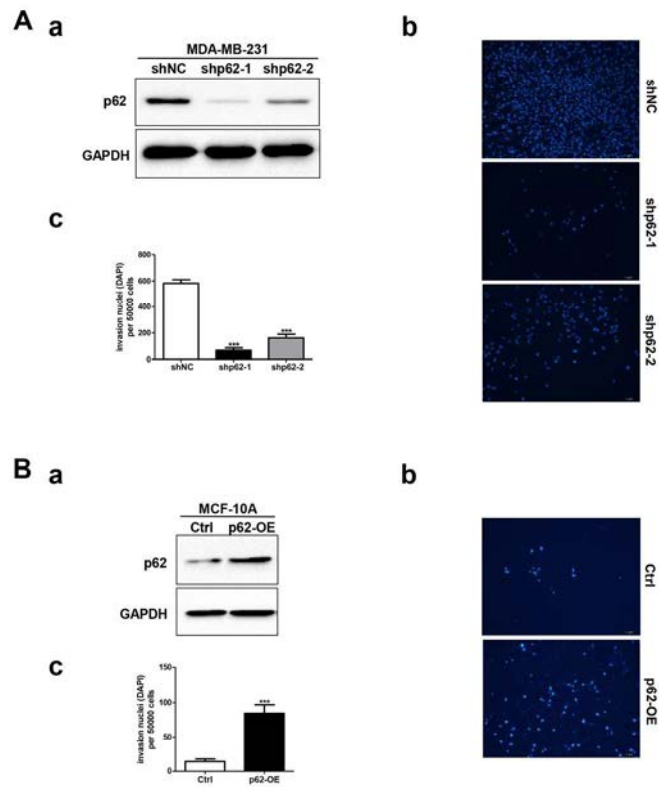 A a
MDA-MB-231
shNC shp62-1 shp62-2
p62
GAPDH
b
shNC
shp62-1
shp62-2
c
invasion nuclei (DAPI)
per 50000 cells
800
600
400
200
0
***
***
shNC shp62-1 shp62-2
B a
MCF-10A
Ctrl p62-OE
p62
GAPDH
b
Ctrl
p62-OE
c
invasion nuclei (DAPI)
per 50000 cells
150
100
50
0
***
Ctrl p62-OE